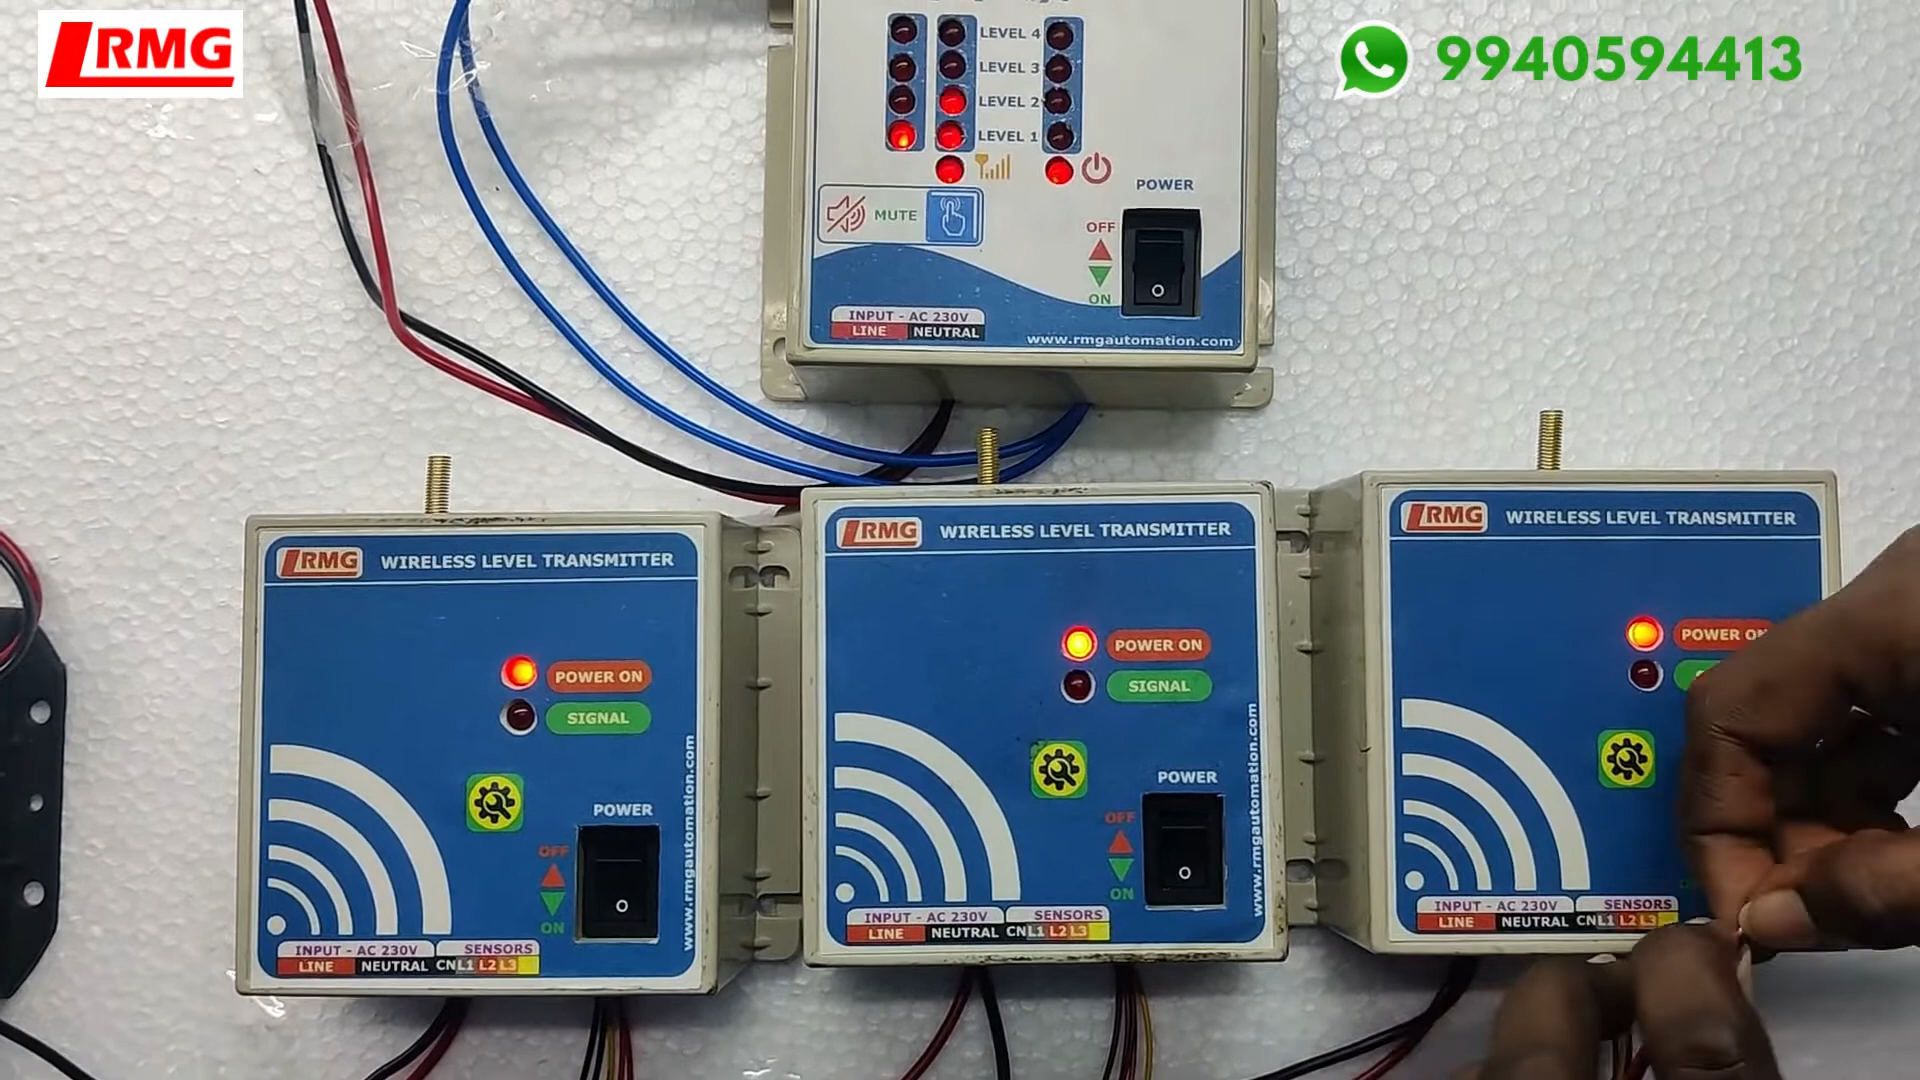 RMG
9940594413
LEVEL 4
LEVEL 3
LEVEL 2
LEVEL 1
MUTE
POWER
OFF
ON
O
INPUT - AC 230V
LINE NEUTRAL
www.rmgautomation.com
RMG WIRELESS LEVEL TRANSMITTER
POWER ON
SIGNAL
POWER
OFF
ON
O
www.rmgautomation.com
INPUT - AC 230V SENSORS
LINE NEUTRAL CN L1 L2 L3
RMG WIRELESS LEVEL TRANSMITTER
POWER ON
SIGNAL
POWER
OFF
ON
O
www.rmgautomation.com
INPUT - AC 230V SENSORS
LINE NEUTRAL CN L1 L2 L3
RMG WIRELESS LEVEL TRANSMITTER
POWER ON
INPUT - AC 230V SENSORS
LINE NEUTRAL CN L1 L2 L3